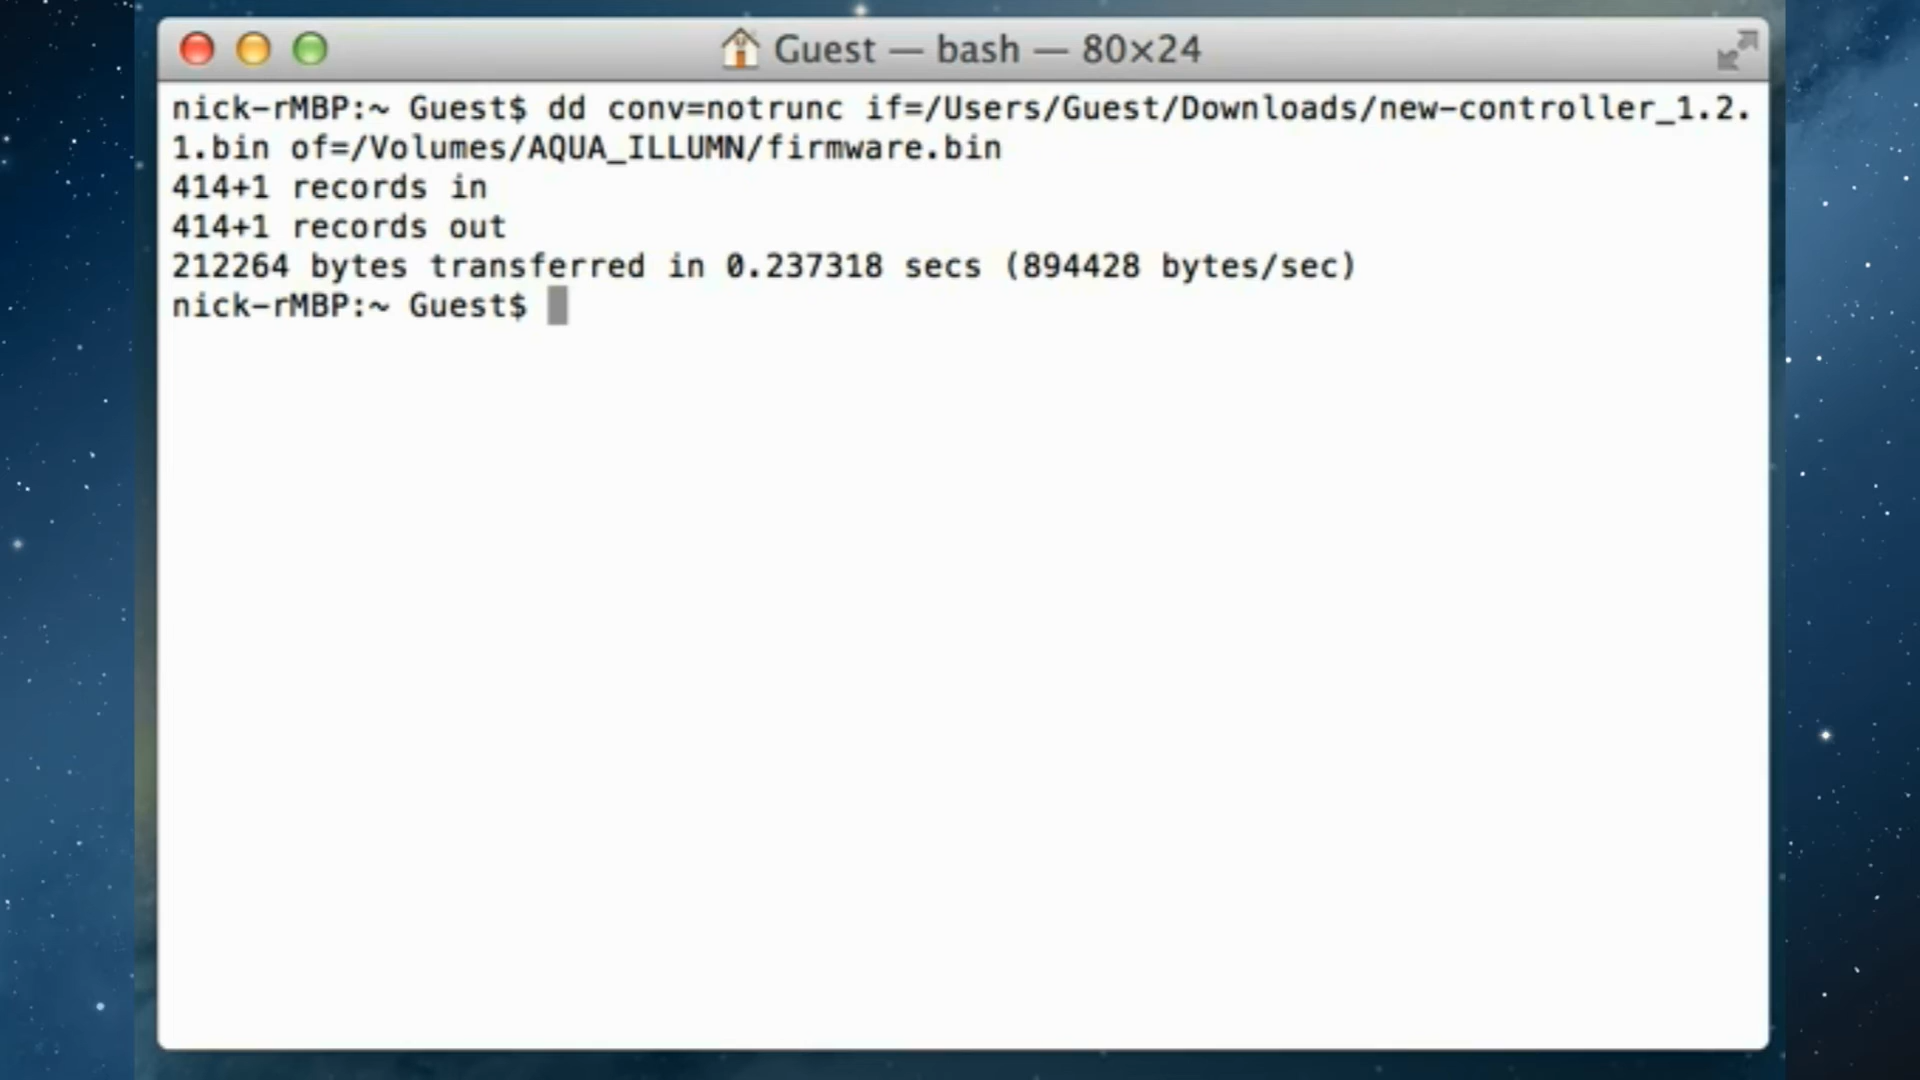 Guest — bash — 80×24
nick-rMBP:~ Guest$ dd conv=notrunc if=/Users/Guest/Downloads/new-controller_1.2.
1.bin of=/Volumes/AQUA_ILLUMN/firmware.bin
414+1 records in
414+1 records out
212264 bytes transferred in 0.237318 secs (894428 bytes/sec)
nick-rMBP:~ Guest$